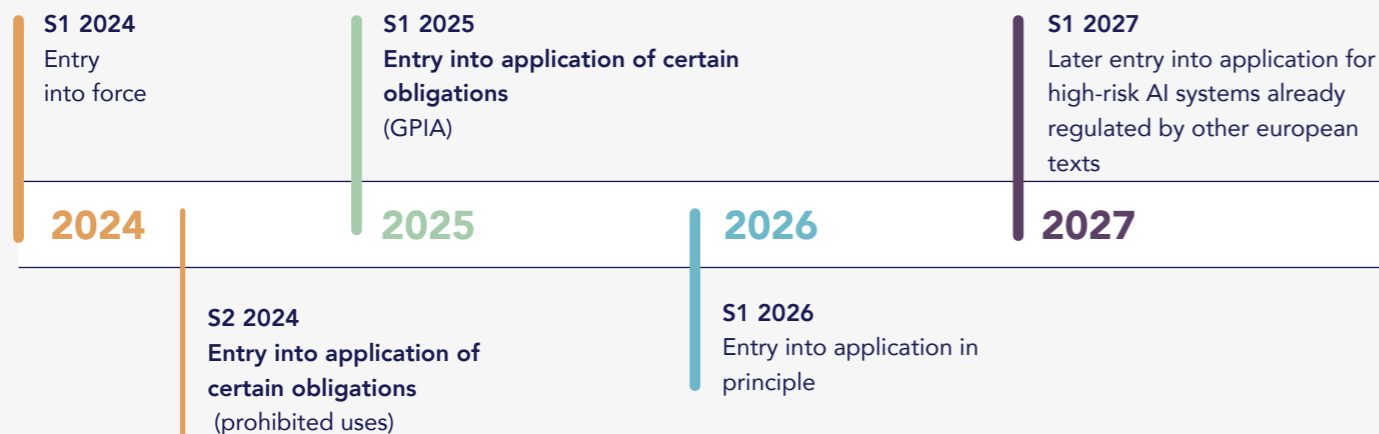 S1 2024
Entry
into force
S1 2025
Entry into application of certain
obligations
(GPIA)
S1 2027
Later entry into application for
high-risk AI systems already
regulated by other european
texts
2024
2025
2026
2027
S2 2024
Entry into application of
certain obligations
(prohibited uses)
S1 2026
Entry into application in
principle